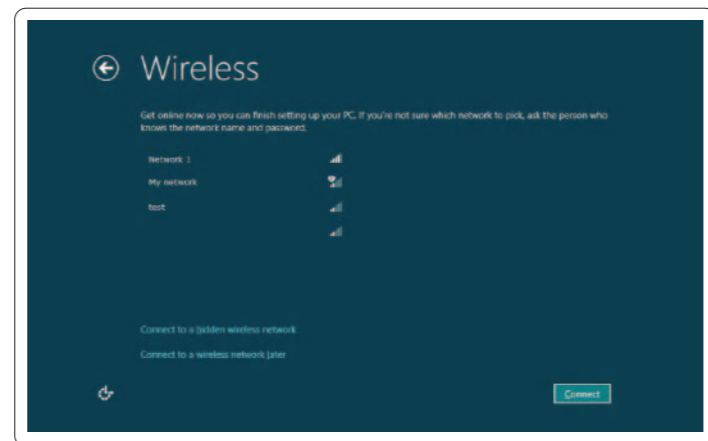 Wireless
Get online now so you can finish setting up your PC. If you're not sure which network to pick, ask the person who
knows the network name and password.
Network 1
My network
test
Connect to a hidden wireless network
Connect to a wireless network later
Connect